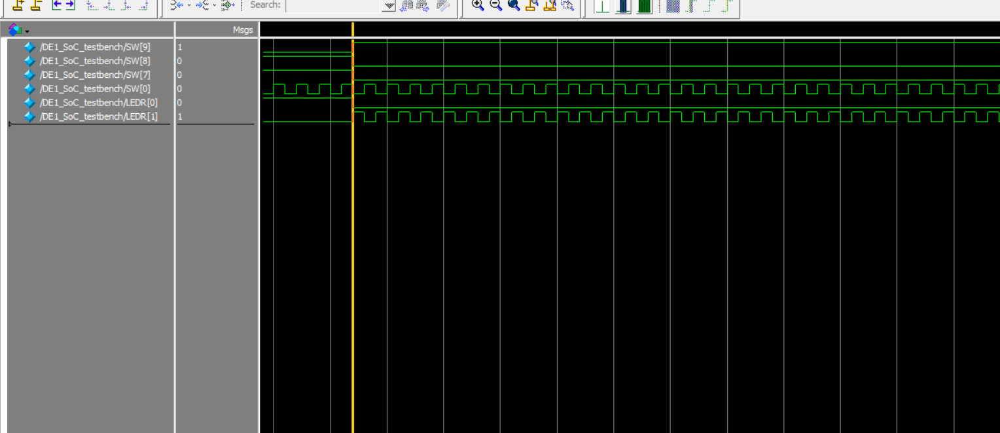 Search:
Msgs
/DE1_SoC_testbench/SW[9] 1
/DE1_SoC_testbench/SW[8] 0
/DE1_SoC_testbench/SW[7] 0
/DE1_SoC_testbench/SW[0] 0
/DE1_SoC_testbench/LEDR[0] 0
/DE1_SoC_testbench/LEDR[1] 1